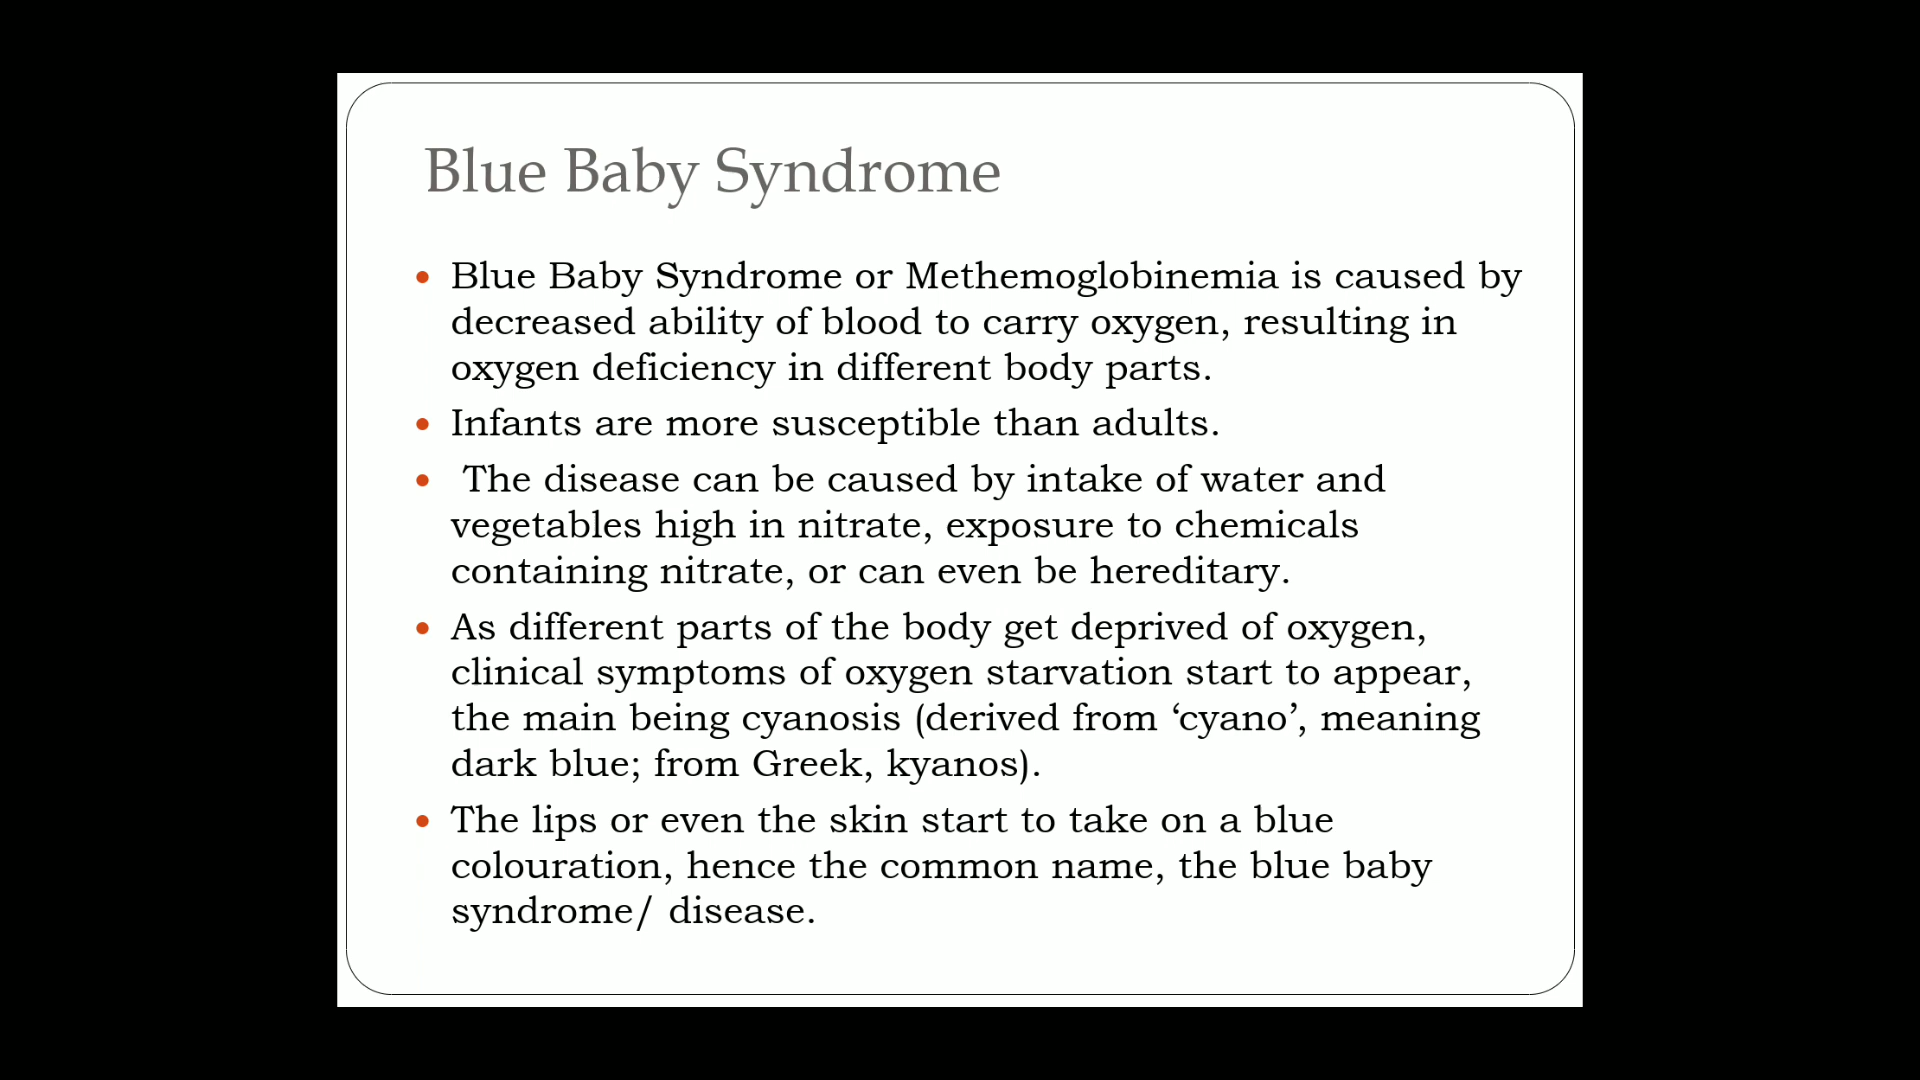 Blue Baby Syndrome
• Blue Baby Syndrome or Methemoglobinemia is caused by
decreased ability of blood to carry oxygen, resulting in
oxygen deficiency in different body parts.
• Infants are more susceptible than adults.
• The disease can be caused by intake of water and
vegetables high in nitrate, exposure to chemicals
containing nitrate, or can even be hereditary.
• As different parts of the body get deprived of oxygen,
clinical symptoms of oxygen starvation start to appear,
the main being cyanosis (derived from ‘cyano’, meaning
dark blue; from Greek, kyanos).
• The lips or even the skin start to take on a blue
colouration, hence the common name, the blue baby
syndrome/ disease.